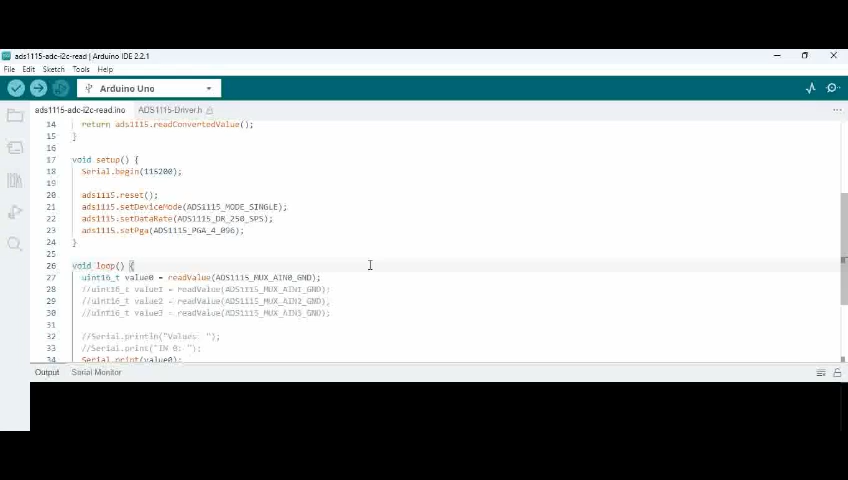 ads1115-adc-i2c-read | Arduino IDE 2.2.1
File Edit Sketch Tools Help
Arduino Uno
ads1115-adc-i2c-read.ino ADS1115-Driver.h
14 return ads1115.readConvertedValue();
15 }
16
17 void setup() {
18 Serial.begin(115200);
19
20 ads1115.reset();
21 ads1115.setDeviceMode(ADS1115_MODE_SINGLE);
22 ads1115.setDataRate(ADS1115_DR_250_SPS);
23 ads1115.setPga(ADS1115_PGA_4_096);
24 }
25
26 void loop() {
27 uint16_t value0 = readValue(ADS1115_MUX_AIN0_GND);
28 //uint16_t value1 = readValue(ADS1115_MUX_AIN1_GND);
29 //uint16_t value2 = readValue(ADS1115_MUX_AIN2_GND);
30 //uint16_t value3 = readValue(ADS1115_MUX_AIN3_GND);
31
32 //Serial.println("Values: ");
33 //Serial.print("IN 0: ");
34 Serial.print(value0);
Output Serial Monitor